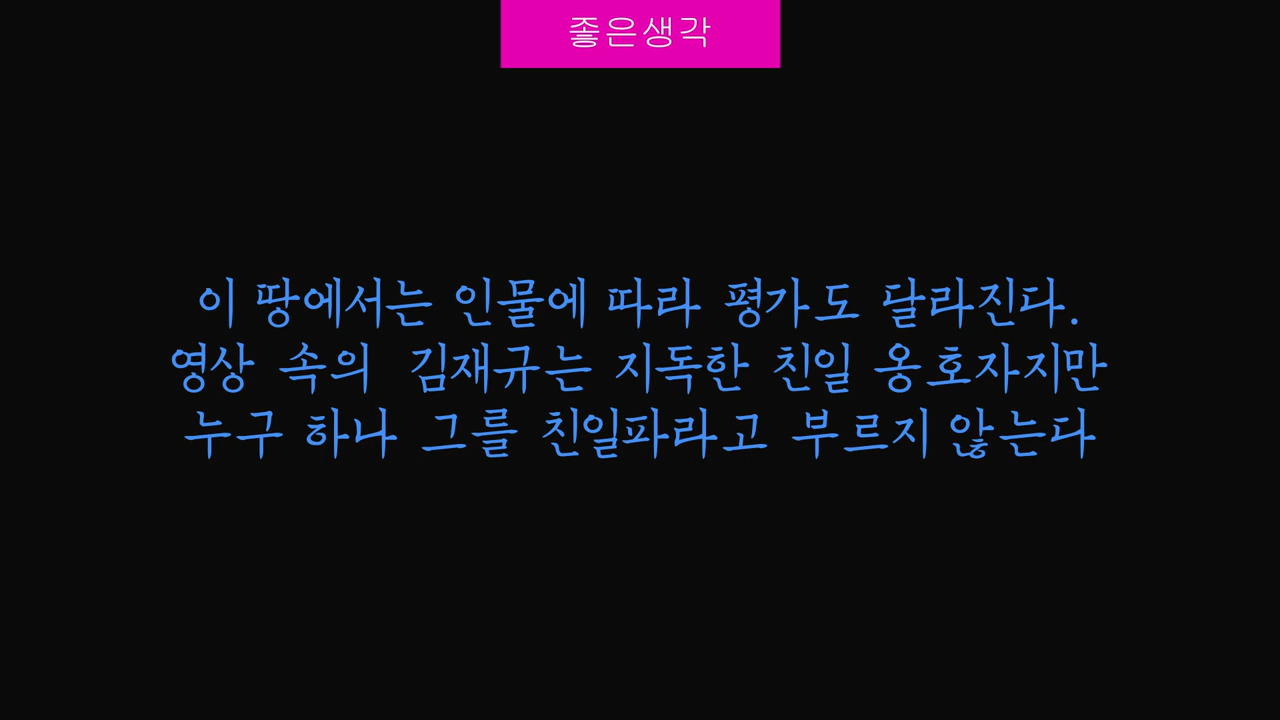 좋은생각
이 땅에서는 인물에 따라 평가도 달라진다.
영상 속의 김재규는 지독한 친일 옹호자지만
누구 하나 그를 친일파라고 부르지 않는다